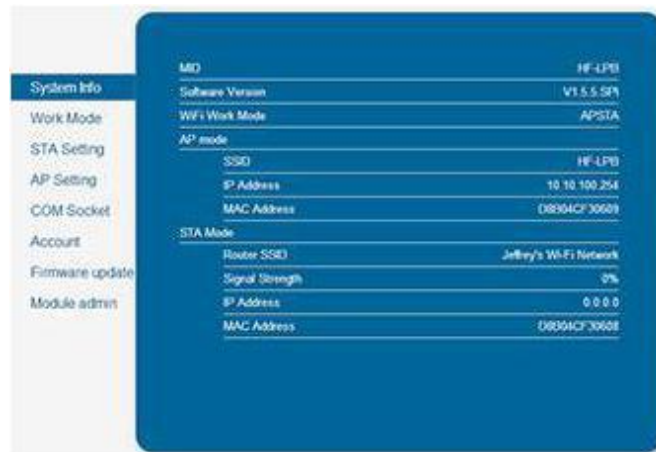 System Info
Work Mode
STA Setting
AP Setting
COM Socket
Account
Firmware update
Module admin
MID HF-LPB
Software Version V1.5.5.SPI
WiFi Work Mode APSTA
AP mode
SSID HF-LPB
IP Address 10.10.100.254
MAC Address
STA Mode
Router SSID Jeffrey's Wi-Fi Network
Signal Strength 0%
IP Address 0.0.0.0
MAC Address